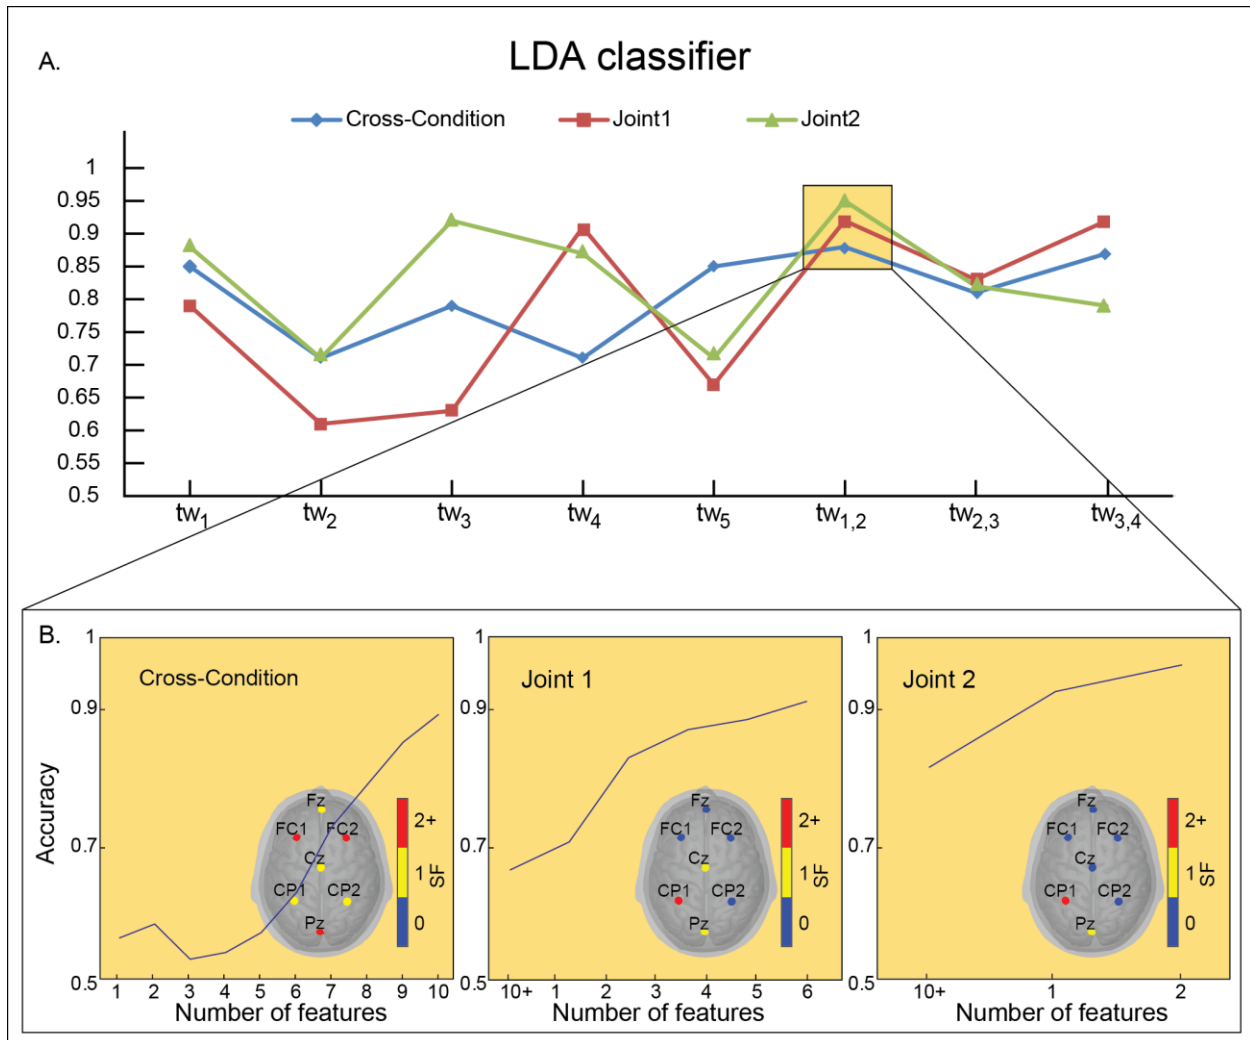 A.
LDA classifier
Cross-Condition Joint1 Joint2
1
0.95
0.9
0.85
0.8
0.75
0.7
0.65
0.6
0.55
0.5
tw1 tw2 tw3 tw4 tw5 tw1,2 tw2,3 tw3,4
B.
Cross-Condition
1
0.9
0.7
0.5
Accuracy
Fz
FC1 FC2
Cz
CP1 CP2
Pz
2+
1
0
SF
1 2 3 4 5 6 7 8 9 10
Number of features
Joint 1
1
0.9
0.7
0.5
Fz
FC1 FC2
Cz
CP1 CP2
Pz
2+
1
0
SF
10+ 1 2 3 4 5 6
Number of features
Joint 2
1
0.9
0.7
0.5
Fz
FC1 FC2
Cz
CP1 CP2
Pz
2+
1
0
SF
10+ 1 2
Number of features